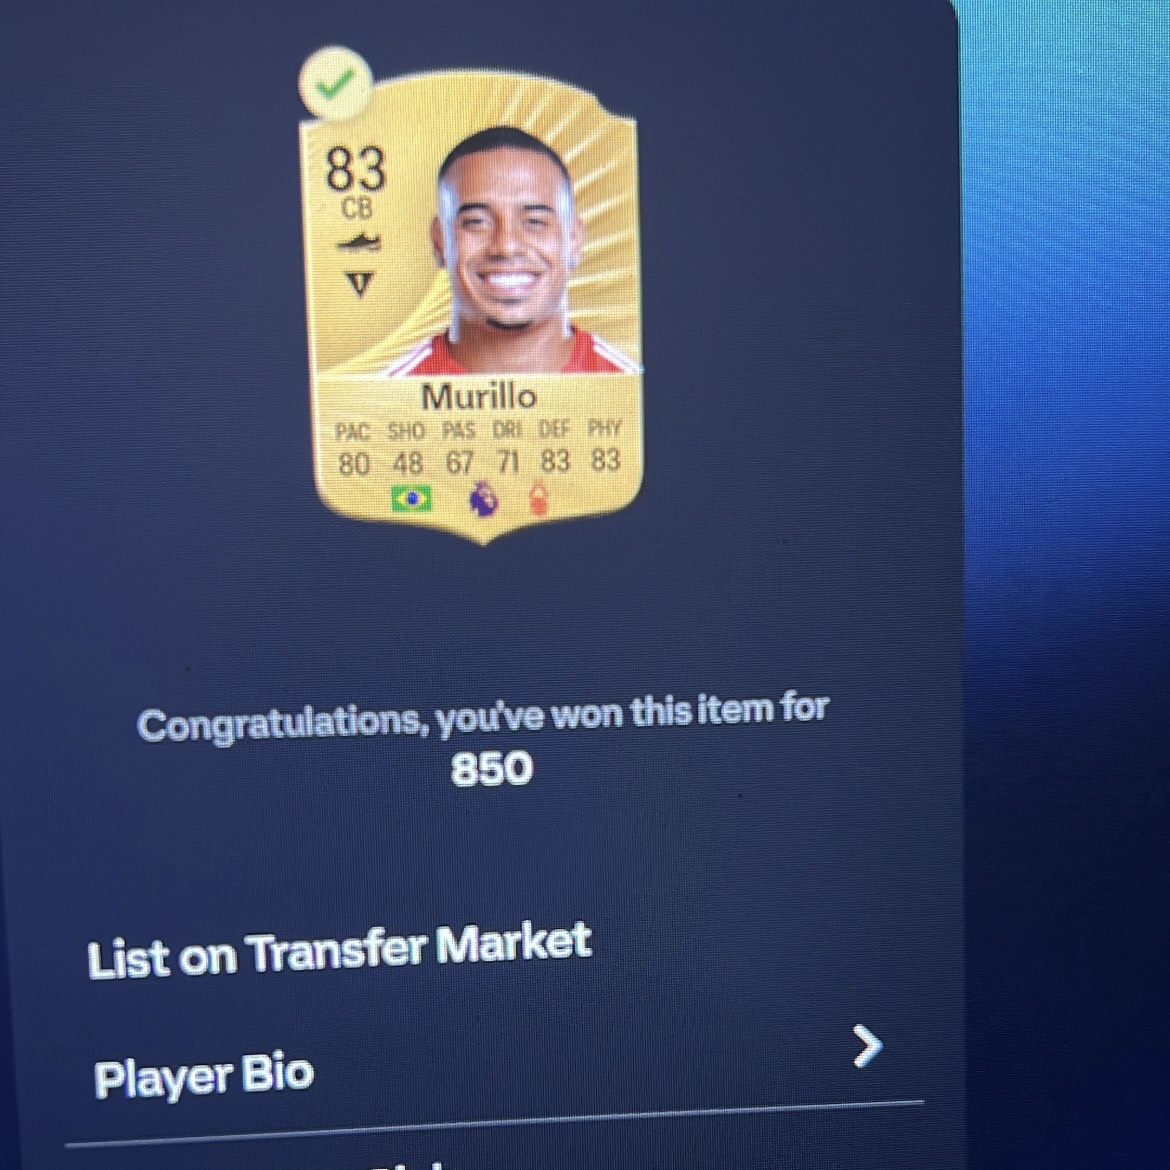 83
CB
Murillo
PAC SHO PAS DRI DEF PHY
80 48 67 71 83 83
Congratulations, you've won this item for
850
List on Transfer Market
Player Bio